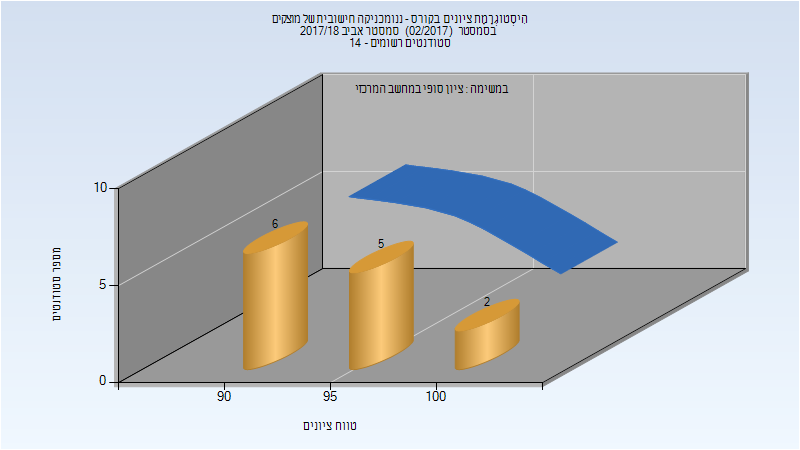 היסטוגרמת ציונים בקורס - ננומכניקה חישובית של מוצקים
בסמסטר (02/2017) סמסטר אביב 2017/18
סטודנטים רשומים - 14
במשימה : ציון סופי במחשב המרכזי
10
5
0
6
5
2
90
95
100
מספר סטודנטים
טווח ציונים